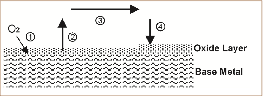 ③
O₂
① ② ④
Oxide Layer
Base Metal